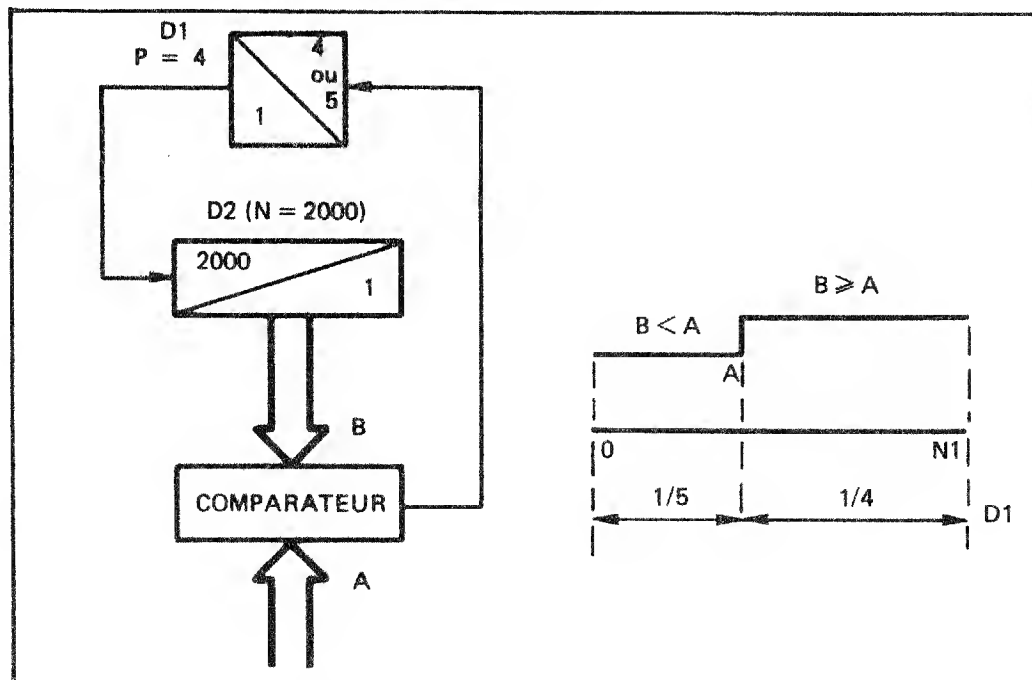 D1
P = 4
4
ou
5
1
D2 (N = 2000)
2000
1
B
COMPARATEUR
A
B ⩾ A
B < A
A
0
N1
1/5
1/4
D1